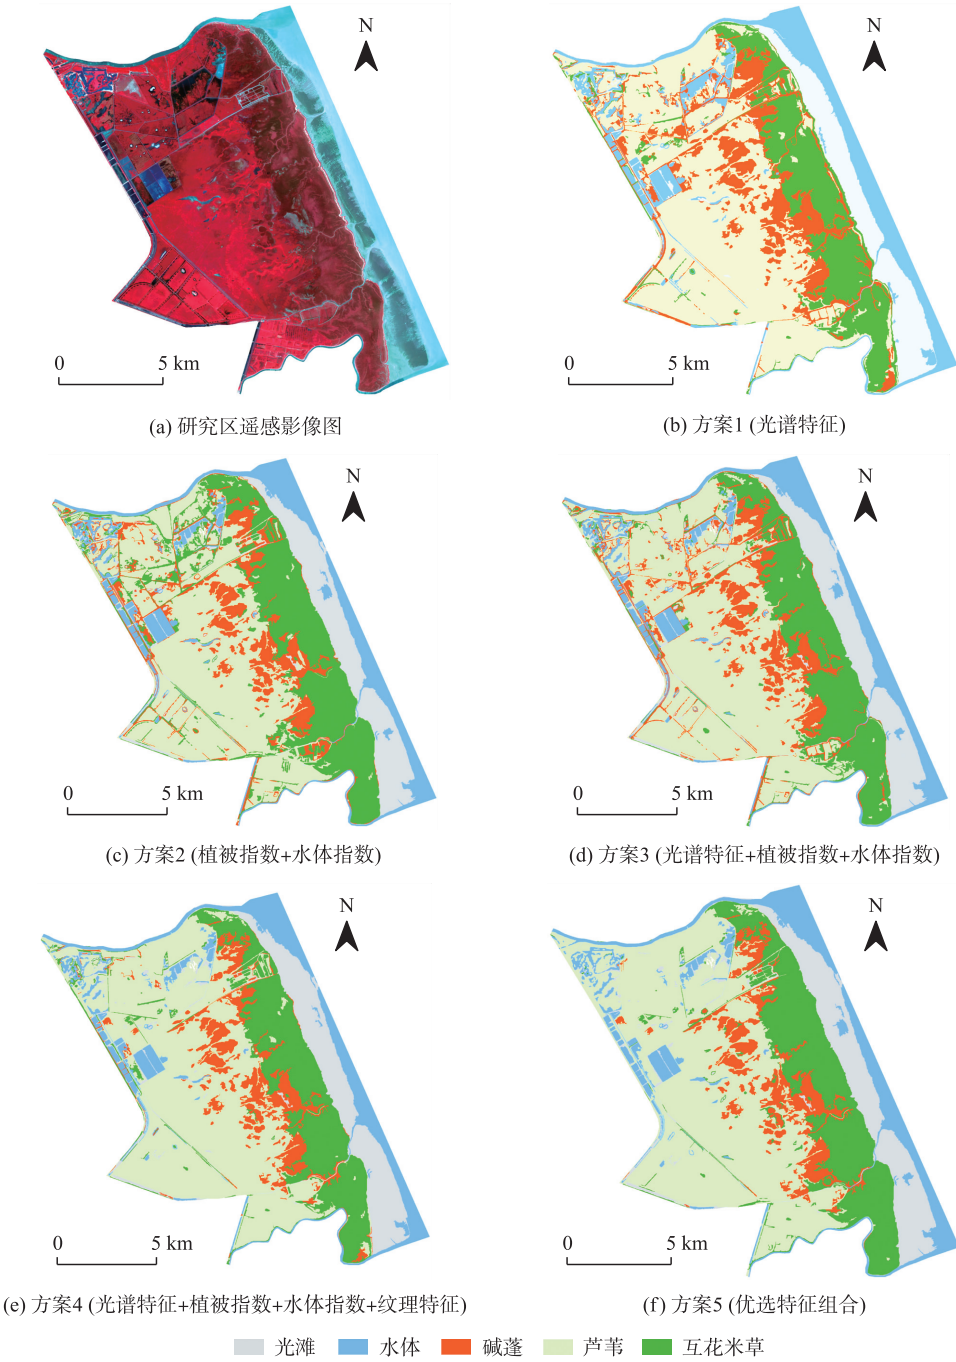 N
N
0 5 km
0 5 km
(a) 研究区遥感影像图
(b) 方案1 (光谱特征)
N
N
0 5 km
0 5 km
(c) 方案2 (植被指数+水体指数)
(d) 方案3 (光谱特征+植被指数+水体指数)
N
N
0 5 km
0 5 km
(e) 方案4 (光谱特征+植被指数+水体指数+纹理特征)
(f) 方案5 (优选特征组合)
光滩 水体 碱蓬 芦苇 互花米草